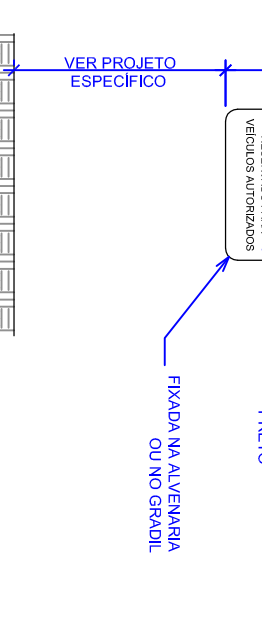 VER PROJETO
ESPECÍFICO
VEÍCULOS AUTORIZADOS
FIXADA NA ALVENARIA
OU NO GRADIL